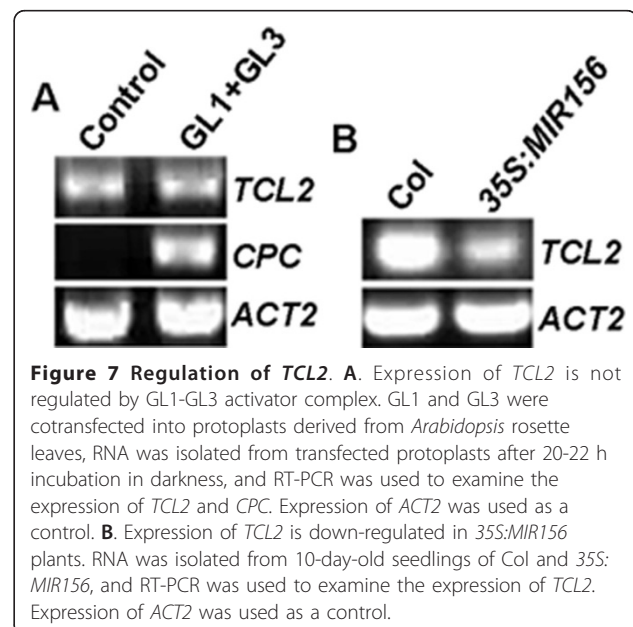 A
Control
GL1+GL3
TCL2
CPC
ACT2
B
Col
35S:MIR156
TCL2
ACT2
Figure 7 Regulation of TCL2. A. Expression of TCL2 is not
regulated by GL1-GL3 activator complex. GL1 and GL3 were
cotransfected into protoplasts derived from Arabidopsis rosette
leaves, RNA was isolated from transfected protoplasts after 20-22 h
incubation in darkness, and RT-PCR was used to examine the
expression of TCL2 and CPC. Expression of ACT2 was used as a
control. B. Expression of TCL2 is down-regulated in 35S:MIR156
plants. RNA was isolated from 10-day-old seedlings of Col and 35S:
MIR156, and RT-PCR was used to examine the expression of TCL2.
Expression of ACT2 was used as a control.